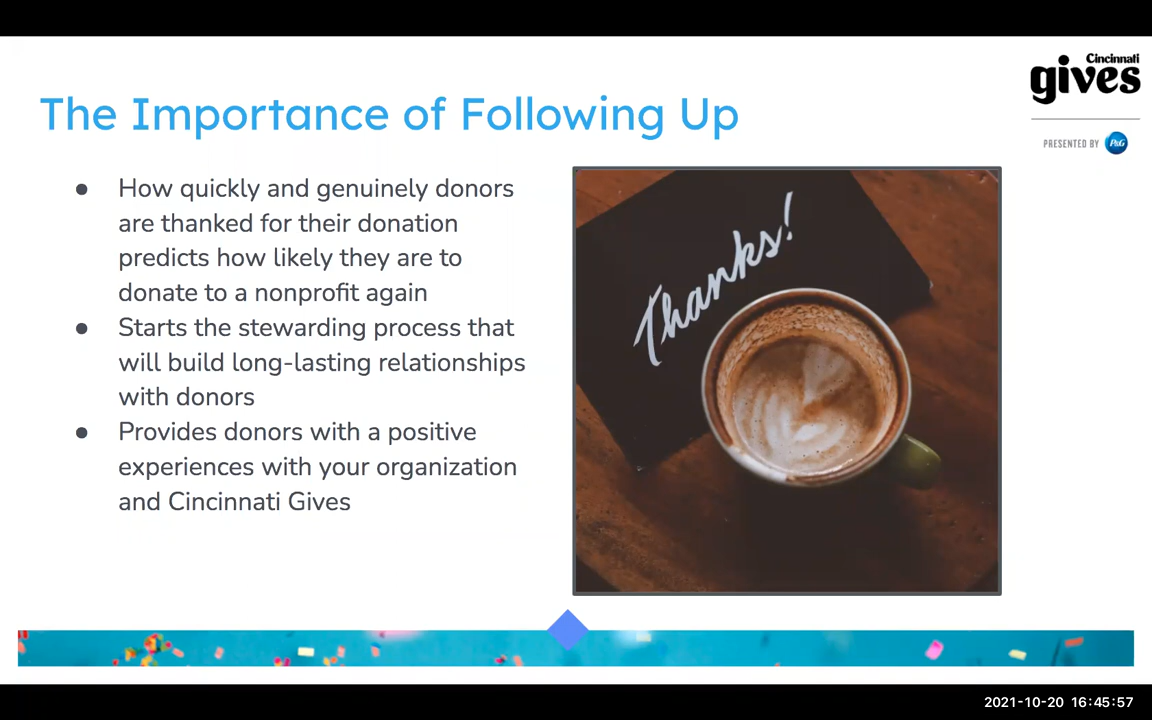 Cincinnati
gives
The Importance of Following Up
PRESENTED BY P&G
● How quickly and genuinely donors
are thanked for their donation
predicts how likely they are to
donate to a nonprofit again
● Starts the stewarding process that
will build long-lasting relationships
with donors
● Provides donors with a positive
experiences with your organization
and Cincinnati Gives
Thanks!
2021-10-20 16:45:57